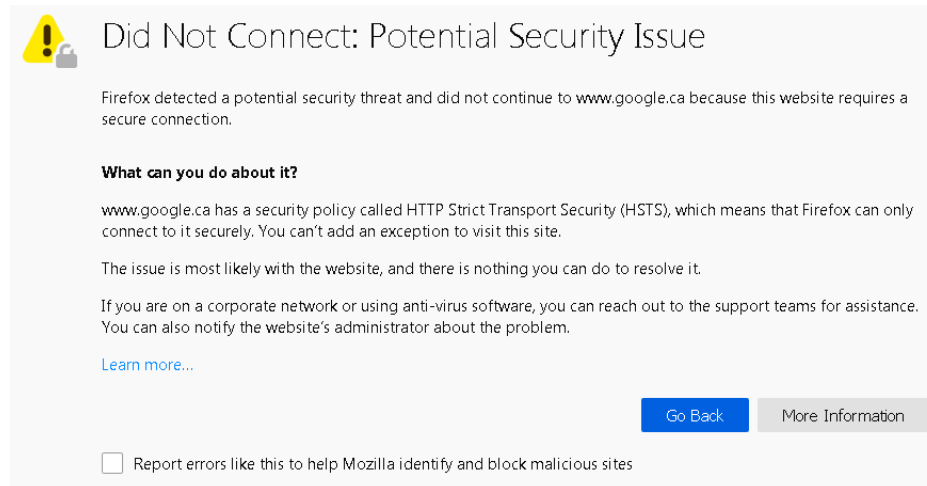 Did Not Connect: Potential Security Issue
Firefox detected a potential security threat and did not continue to www.google.ca because this website requires a
secure connection.
What can you do about it?
www.google.ca has a security policy called HTTP Strict Transport Security (HSTS), which means that Firefox can only
connect to it securely. You can't add an exception to visit this site.
The issue is most likely with the website, and there is nothing you can do to resolve it.
If you are on a corporate network or using anti-virus software, you can reach out to the support teams for assistance.
You can also notify the website's administrator about the problem.
Learn more...
Go Back More Information
Report errors like this to help Mozilla identify and block malicious sites